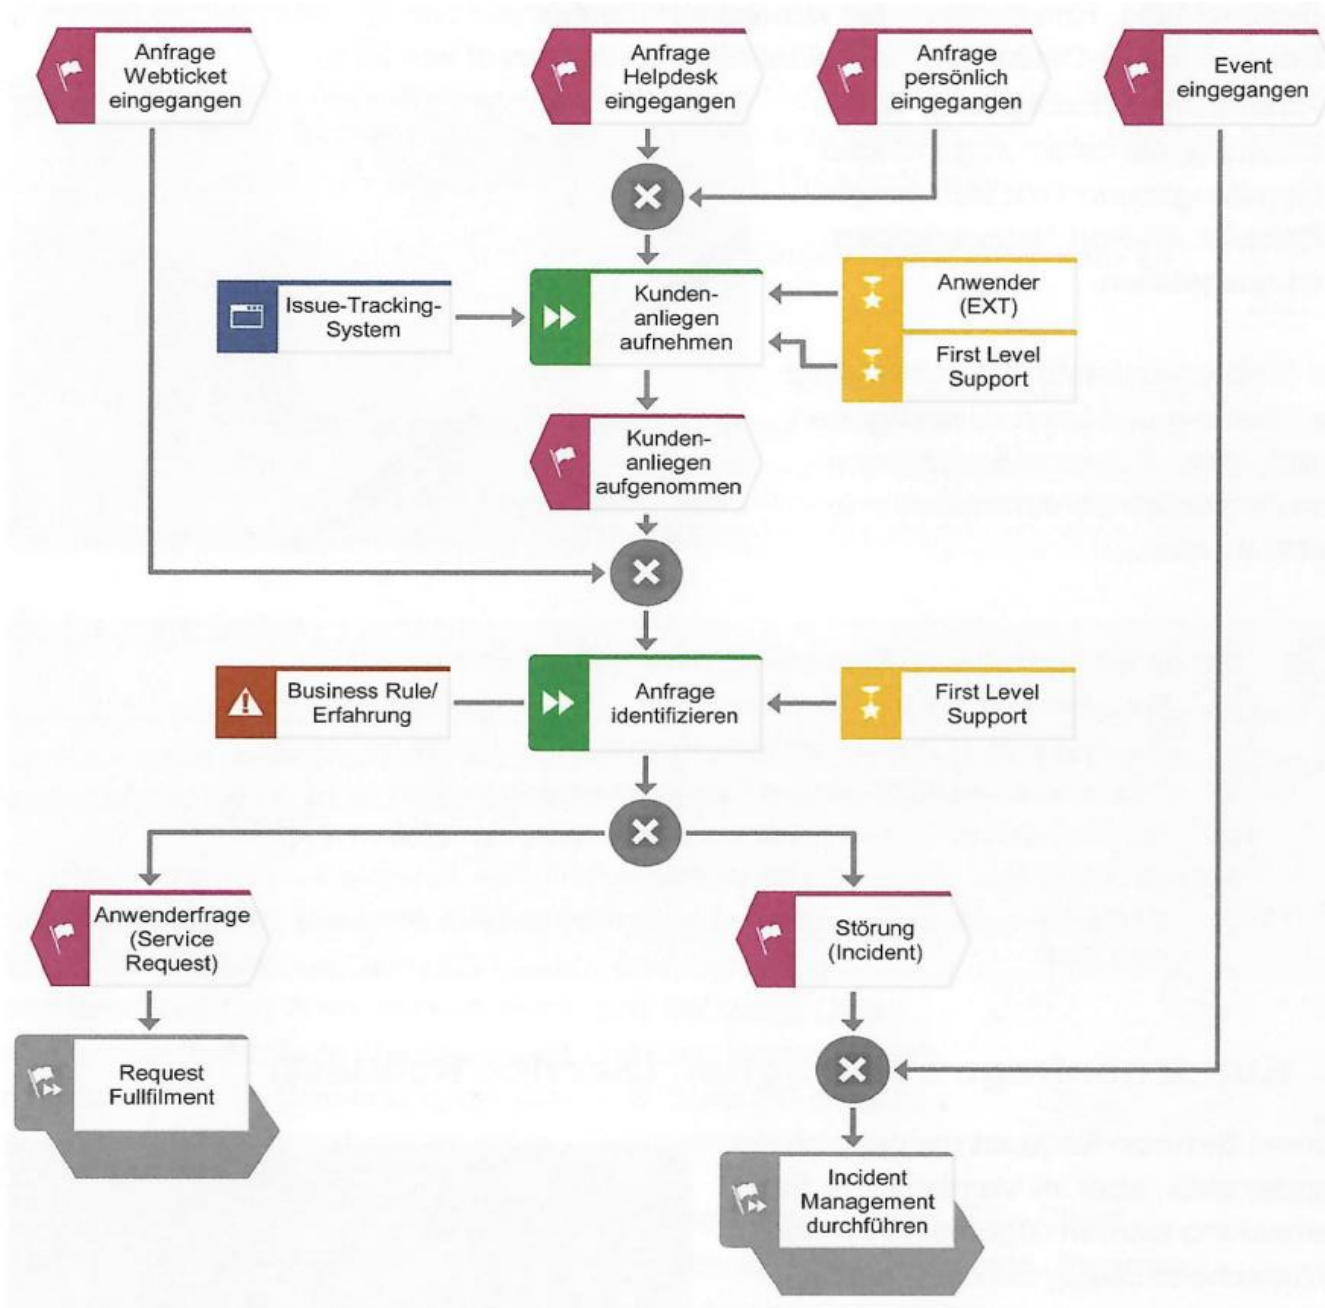 Anfrage
Webticket
eingegangen
Anfrage
Helpdesk
eingegangen
Anfrage
persönlich
eingegangen
Event
eingegangen
Issue-Tracking-
System
Kunden-
anliegen
aufnehmen
Anwender
(EXT)
First Level
Support
Kunden-
anliegen
aufgenommen
Business Rule/
Erfahrung
Anfrage
identifizieren
First Level
Support
Anwenderfrage
(Service
Request)
Störung
(Incident)
Request
Fullfilment
Incident
Management
durchführen